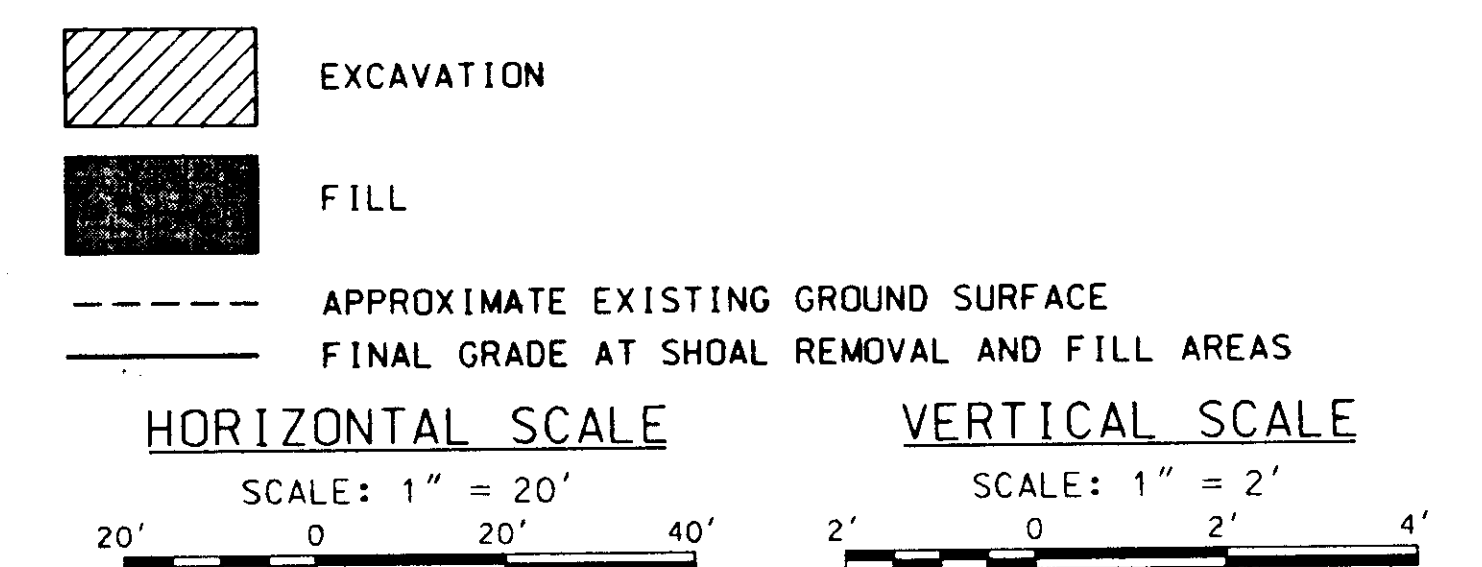 EXCAVATION
FILL
APPROXIMATE EXISTING GROUND SURFACE
FINAL GRADE AT SHOAL REMOVAL AND FILL AREAS
HORIZONTAL SCALE
SCALE: 1" = 20'
20' 0 20' 40'
VERTICAL SCALE
SCALE: 1" = 2'
2' 0 2' 4'